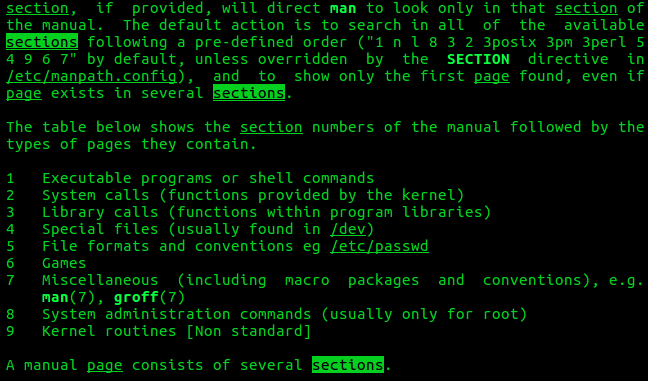 section, if provided, will direct man to look only in that section of
the manual. The default action is to search in all of the available
sections following a pre-defined order ("1 n l 8 3 2 3posix 3pm 3perl 5
4 9 6 7" by default, unless overridden by the SECTION directive in
/etc/manpath.config), and to show only the first page found, even if
page exists in several sections.
The table below shows the section numbers of the manual followed by the
types of pages they contain.
1 Executable programs or shell commands
2 System calls (functions provided by the kernel)
3 Library calls (functions within program libraries)
4 Special files (usually found in /dev)
5 File formats and conventions eg /etc/passwd
6 Games
7 Miscellaneous (including macro packages and conventions), e.g.
man(7), groff(7)
8 System administration commands (usually only for root)
9 Kernel routines [Non standard]
A manual page consists of several sections.